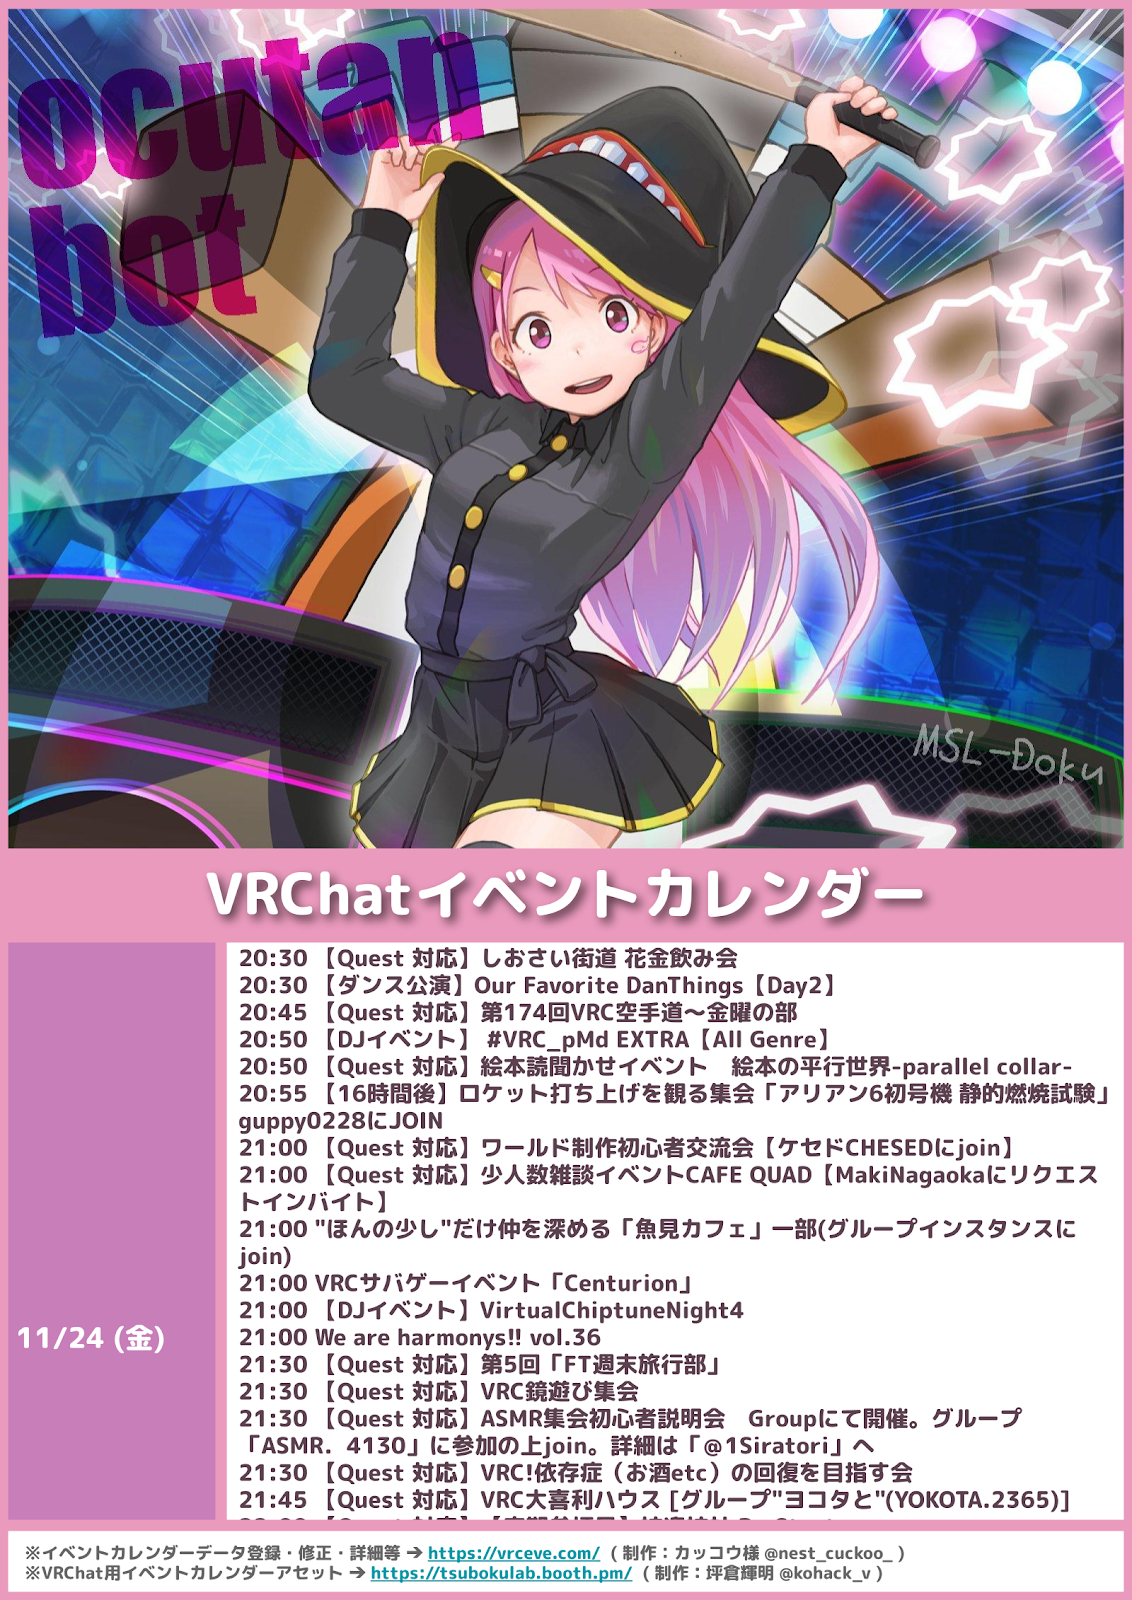 ocutan
bot
MSL-Doku
VRChatイベントカレンダー
11/24 (金)
20:30 【Quest 対応】しおさい街道 花金飲み会
20:30 【ダンス公演】Our Favorite DanThings【Day2】
20:45 【Quest 対応】第174回VRC空手道～金曜の部
20:50 【DJイベント】 #VRC_pMd EXTRA【All Genre】
20:50 【Quest 対応】絵本読聞かせイベント　絵本の平行世界-parallel collar-
20:55 【16時間後】ロケット打ち上げを観る集会「アリアン6初号機 静的燃焼試験」
guppy0228にJOIN
21:00 【Quest 対応】ワールド制作初心者交流会【ケセドCHESEDにjoin】
21:00 【Quest 対応】少人数雑談イベントCAFE QUAD【MakiNagaokaにリクエス
トインバイト】
21:00 "ほんの少し"だけ仲を深める「魚見カフェ」一部(グループインスタンスに
join)
21:00 VRCサバゲーイベント「Centurion」
21:00 【DJイベント】VirtualChiptuneNight4
21:00 We are harmonys!! vol.36
21:30 【Quest 対応】第5回「FT週末旅行部」
21:30 【Quest 対応】VRC鏡遊び集会
21:30 【Quest 対応】ASMR集会初心者説明会　Groupにて開催。グループ
「ASMR．4130」に参加の上join。詳細は「@1Siratori」へ
21:30 【Quest 対応】VRC!依存症（お酒etc）の回復を目指す会
21:45 【Quest 対応】VRC大喜利ハウス [グループ"ヨコタと"(YOKOTA.2365)]
※イベントカレンダーデータ登録・修正・詳細等 ➔ https://vrceve.com/ ( 制作：カッコウ様 @nest_cuckoo_ )
※VRChat用イベントカレンダーアセット ➔ https://tsubokulab.booth.pm/ ( 制作：坪倉輝明 @kohack_v )